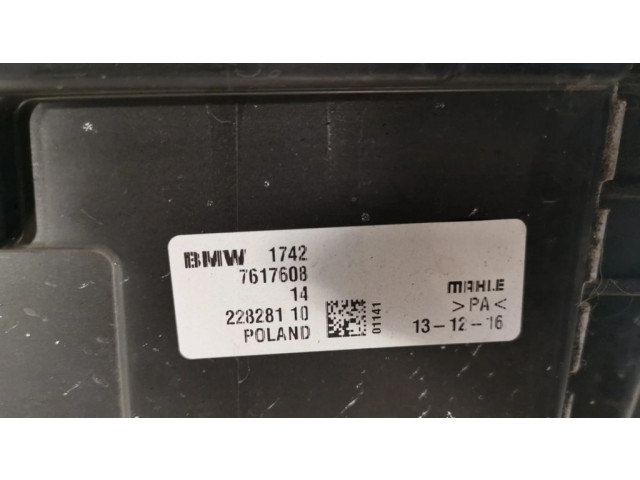 BMW 1742
7617608
14
228281 10
POLAND
01141
MAHLE
>PA<
13-12-16